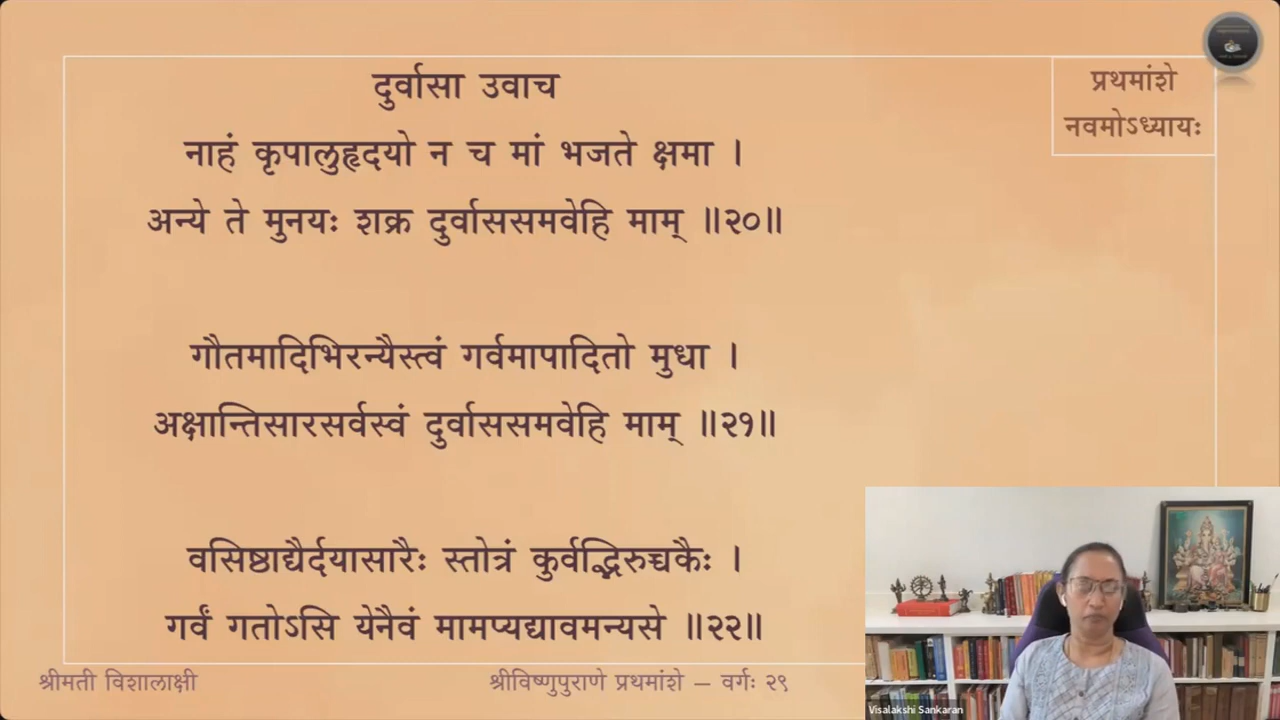 दुर्वासा उवाच
नाहं कृपालुहृदयो न च मां भजते क्षमा ।
अन्ये ते मुनयः शक्र दुर्वाससमवेहि माम् ॥२०॥
गौतमादिभिरन्यैस्त्वं गर्वमापादितो मुधा ।
अक्षान्तिसारसर्वस्वं दुर्वाससमवेहि माम् ॥२१॥
वसिष्ठाद्यैर्दयासारैः स्तोत्रं कुर्वद्भिरुच्चकैः ।
गर्वं गतोऽसि येनैवं मामप्यद्यावमन्यसे ॥२२॥
प्रथमांशे
नवमोऽध्यायः
श्रीमती विशालाक्षी
श्रीविष्णुपुराणे प्रथमांशे – वर्गः २९
Visalakshi Sankaran